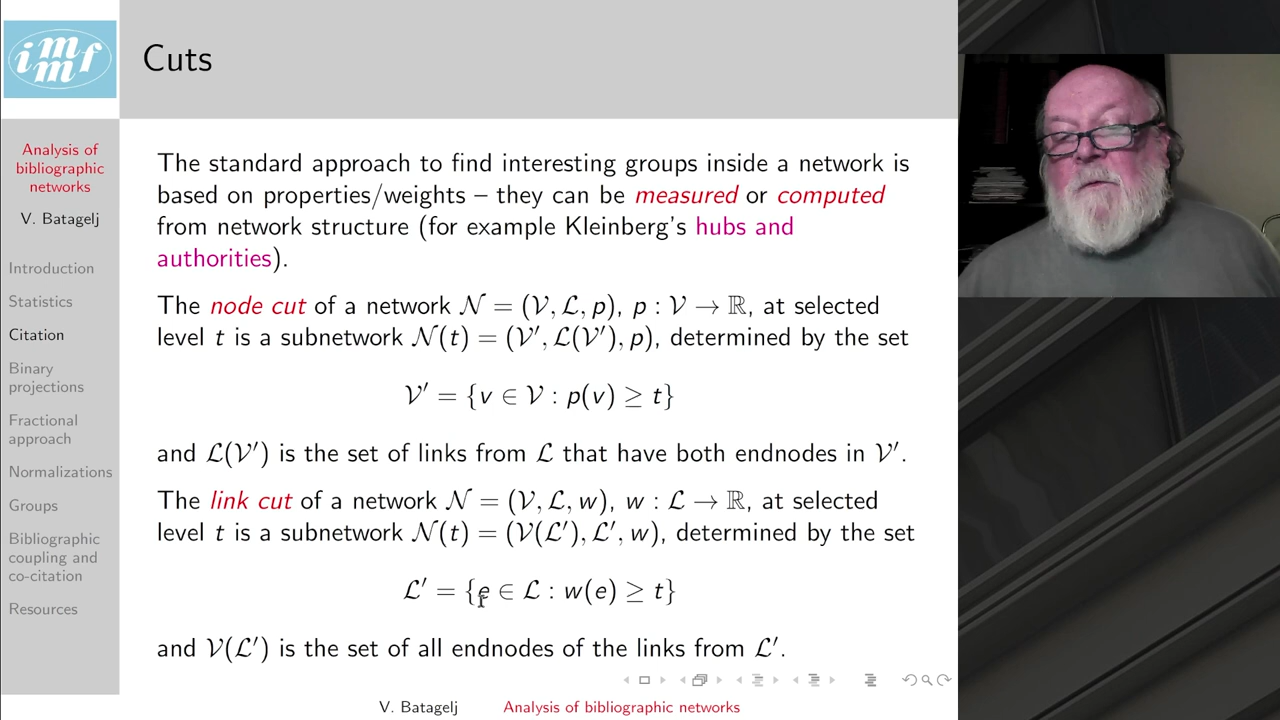 immf
Cuts
Analysis of
bibliographic
networks
V. Batagelj
Introduction
Statistics
Citation
Binary
projections
Fractional
approach
Normalizations
Groups
Bibliographic
coupling and
co-citation
Resources
The standard approach to find interesting groups inside a network is
based on properties/weights – they can be measured or computed
from network structure (for example Kleinberg's hubs and
authorities).
The node cut of a network 𝒩 = (𝒱, ℒ, p), p : 𝒱 → ℝ, at selected
level t is a subnetwork 𝒩(t) = (𝒱′, ℒ(𝒱′), p), determined by the set
𝒱′ = {v ∈ 𝒱 : p(v) ≥ t}
and ℒ(𝒱′) is the set of links from ℒ that have both endnodes in 𝒱′.
The link cut of a network 𝒩 = (𝒱, ℒ, w), w : ℒ → ℝ, at selected
level t is a subnetwork 𝒩(t) = (𝒱(ℒ′), ℒ′, w), determined by the set
ℒ′ = {e ∈ ℒ : w(e) ≥ t}
and 𝒱(ℒ′) is the set of all endnodes of the links from ℒ′.
V. Batagelj Analysis of bibliographic networks